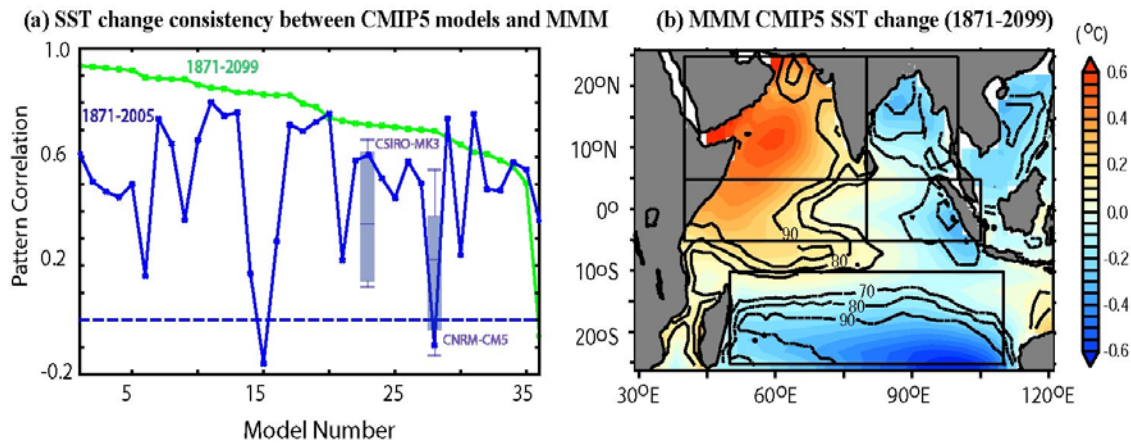 (a) SST change consistency between CMIP5 models and MMM
(b) MMM CMIP5 SST change (1871-2099)
(°C)
1.0
0.6
0.2
-0.2
Pattern Correlation
1871-2099
1871-2005
CSIRO-MK3
CNRM-CM5
5
15
25
35
Model Number
20°N
10°N
0°
10°S
20°S
90
80
70
80
90
30°E
60°E
90°E
120°E
0.6
0.4
0.2
0.0
-0.2
-0.4
-0.6